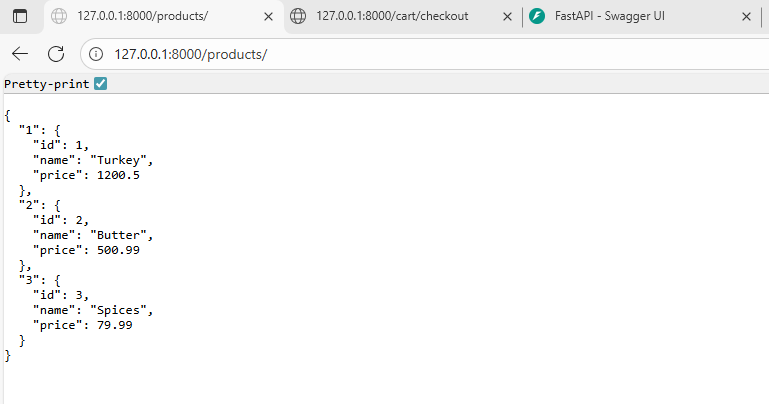 127.0.0.1:8000/products/
127.0.0.1:8000/cart/checkout
FastAPI - Swagger UI
127.0.0.1:8000/products/
Pretty-print
{
  "1": {
    "id": 1,
    "name": "Turkey",
    "price": 1200.5
  },
  "2": {
    "id": 2,
    "name": "Butter",
    "price": 500.99
  },
  "3": {
    "id": 3,
    "name": "Spices",
    "price": 79.99
  }
}